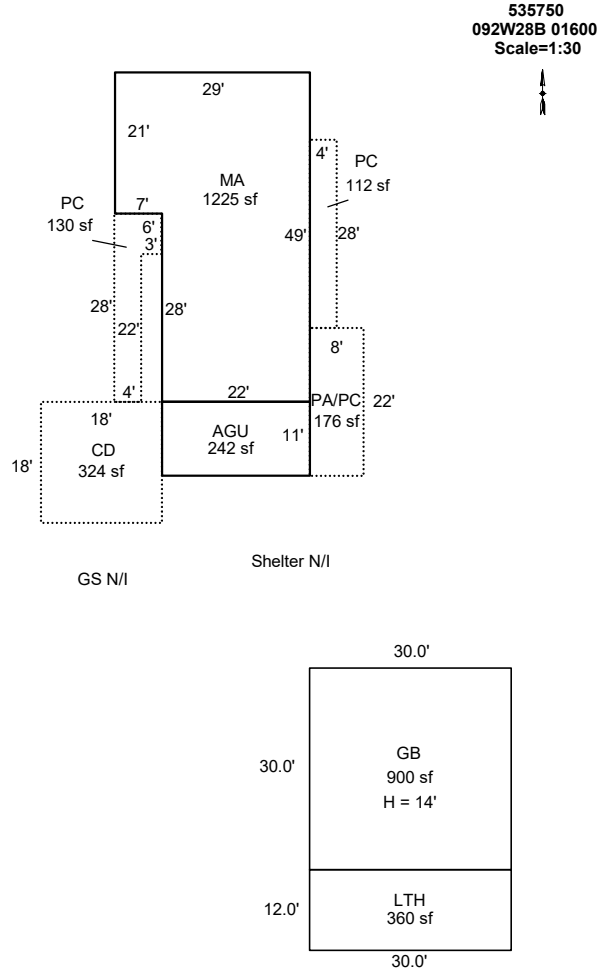 535750
092W28B 01600
Scale=1:30
29'
21'
MA
1225 sf
4'
PC
112 sf
7'
PC
130 sf
6'
3'
49'
28'
28'
22'
28'
8'
4'
22'
PA/PC
176 sf
22'
18'
CD
324 sf
18'
AGU
242 sf
11'
Shelter N/I
GS N/I
30.0'
30.0'
GB
900 sf
H = 14'
12.0'
LTH
360 sf
30.0'